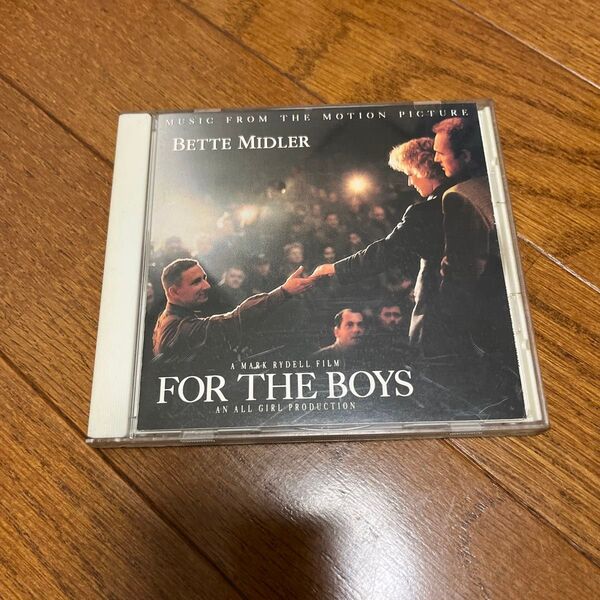 MUSIC FROM THE MOTION PICTURE
BETTE MIDLER
A MARK RYDELL FILM
FOR THE BOYS
AN ALL GIRL PRODUCTION